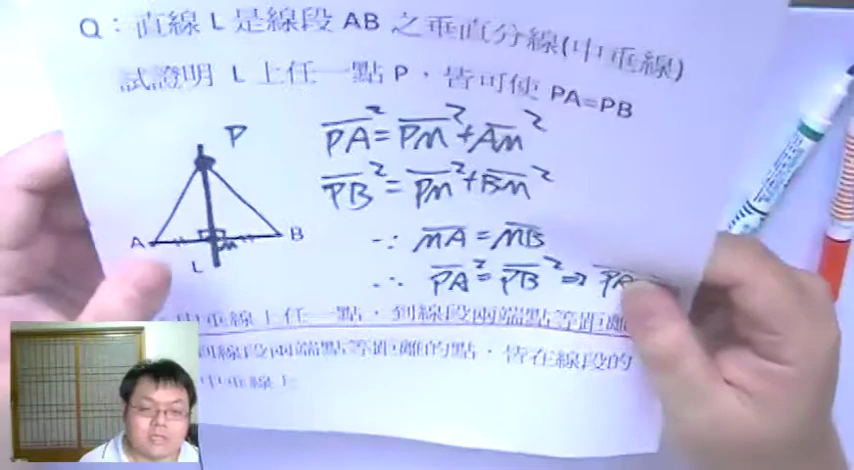 Q：直線 L 是線段 AB 之垂直分線(中垂線)
試證明 L 上任一點 P，皆可使 PA=PB
P
A
B
M
L
PA²=PM²+AM²
PB²=PM²+BM²
∵ MA=MB
∴ PA²=PB²⇒PA
中垂線上任一點，到線段兩端點等距離
到線段兩端點等距離的點，皆在線段的
中垂線上